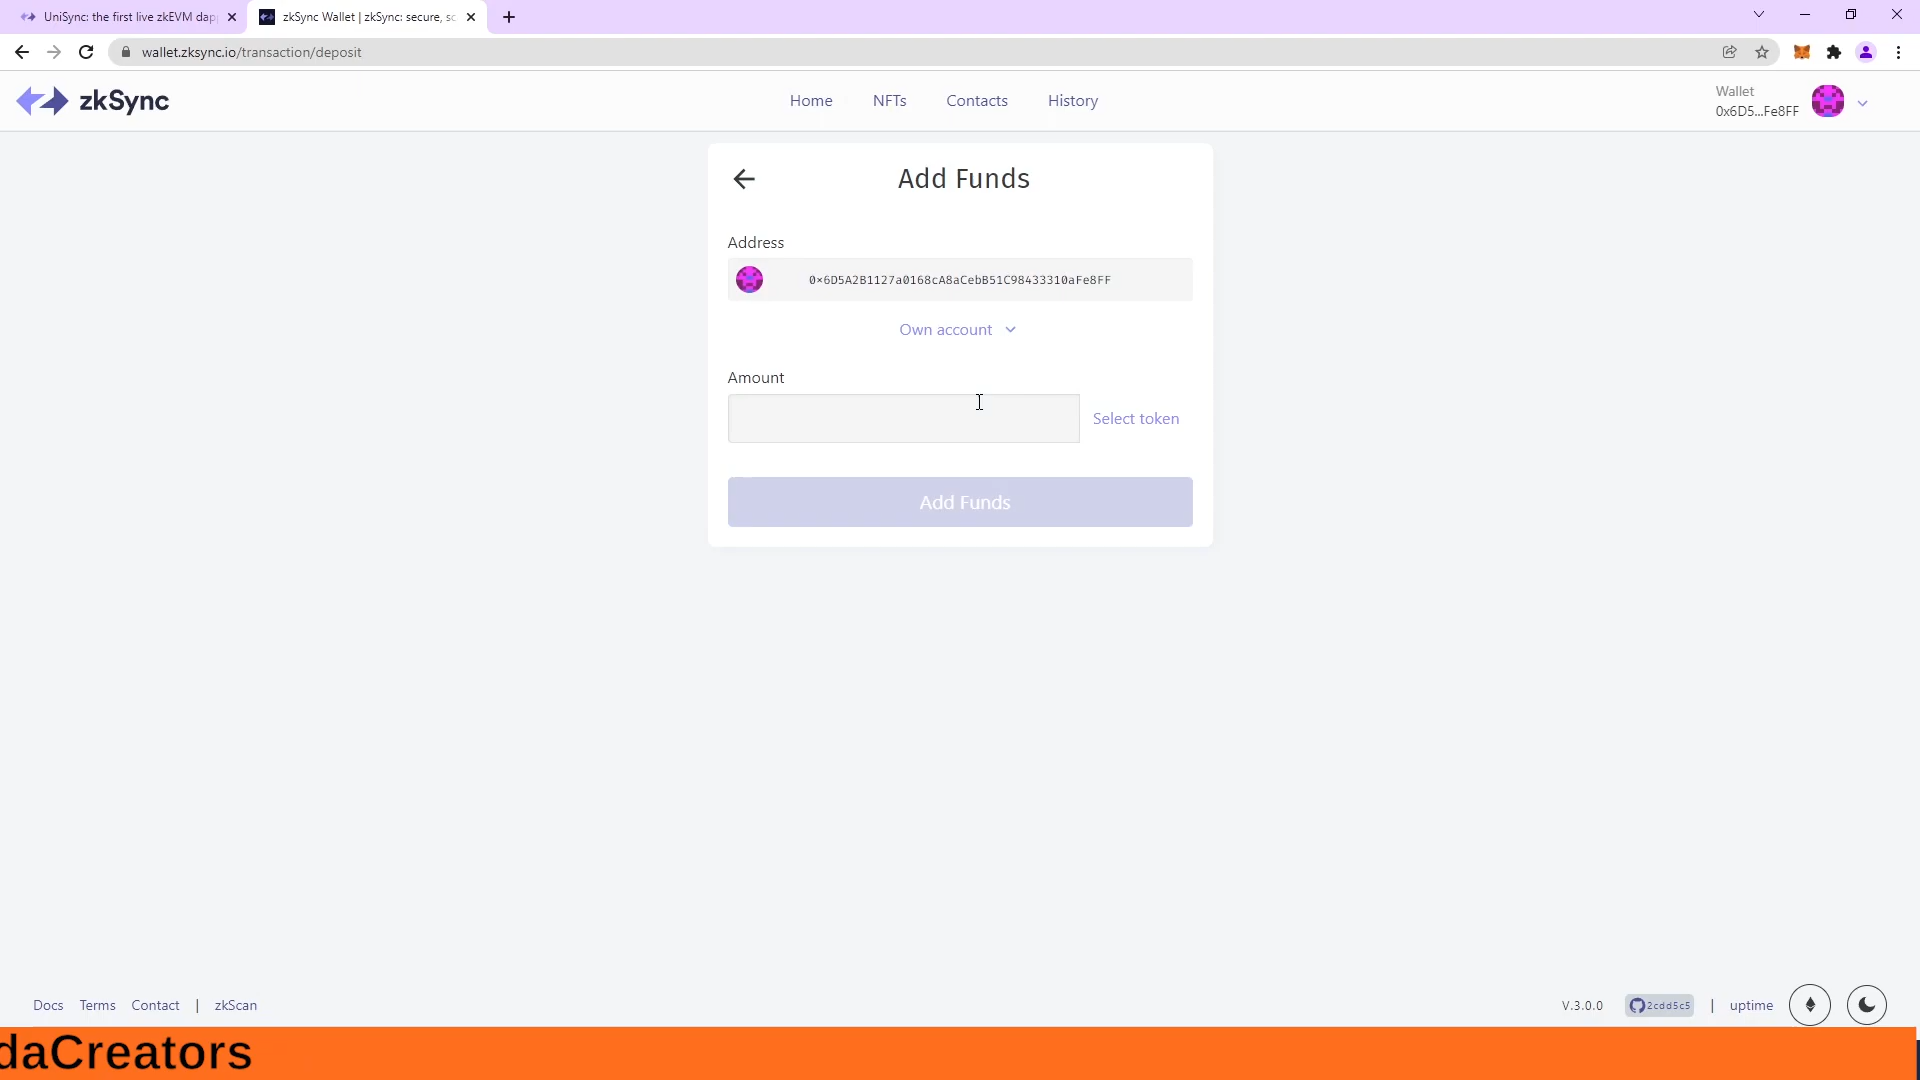 UniSync: the first live zkEVM dap
zkSync Wallet | zkSync: secure, sc
wallet.zksync.io/transaction/deposit
zkSync
Home
NFTs
Contacts
History
Wallet
0x6D5...Fe8FF
Add Funds
Address
0×6D5A2B1127a0168cA8aCebB51C98433310aFe8FF
Own account
Amount
Select token
Add Funds
Docs
Terms
Contact
|
zkScan
V.3.0.0
2cdd5c5
|
uptime
daCreators